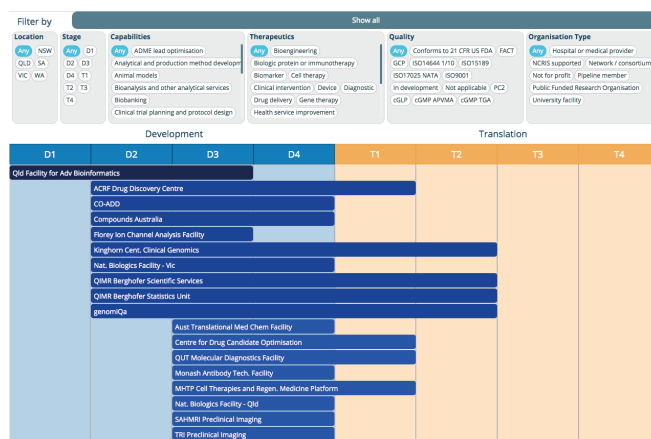 Filter by
Show all
Location
Any NSW
QLD SA
VIC WA
Stage
Any D1
D2 D3
D4 T1
T2 T3
T4
Capabilities
Any ADME lead optimisation
Analytical and production method developm
Animal models
Bioanalysis and other analytical services
Biobanking
Clinical trial planning and protocol design
Therapeutics
Any Bioengineering
Biologic protein or immunotherapy
Biomarker Cell therapy
Clinical intervention Device Diagnostic
Drug delivery Gene therapy
Health service improvement
Quality
Any Conforms to 21 CFR US FDA FACT
GCP ISO14644 1/10 ISO15189
ISO17025 NATA ISO9001
In development Not applicable PC2
cGLP cGMP APVMA cGMP TGA
Organisation Type
Any Hospital or medical provider
NCRIS supported Network / consortium
Not for profit Pipeline member
Public Funded Research Organisation
University facility
Development Translation
D1 D2 D3 D4 T1 T2 T3 T4
Qld Facility for Adv Bioinformatics
ACRF Drug Discovery Centre
CO-ADD
Compounds Australia
Florey Ion Channel Analysis Facility
Kinghorn Cent. Clinical Genomics
Nat. Biologics Facility - Vic
QIMR Berghofer Scientific Services
QIMR Berghofer Statistics Unit
genomiQa
Aust Translational Med Chem Facility
Centre for Drug Candidate Optimisation
QUT Molecular Diagnostics Facility
Monash Antibody Tech. Facility
MHTP Cell Therapies and Regen. Medicine Platform
Nat. Biologics Facility - Qld
SAHMRI Preclinical Imaging
TRI Preclinical Imaging